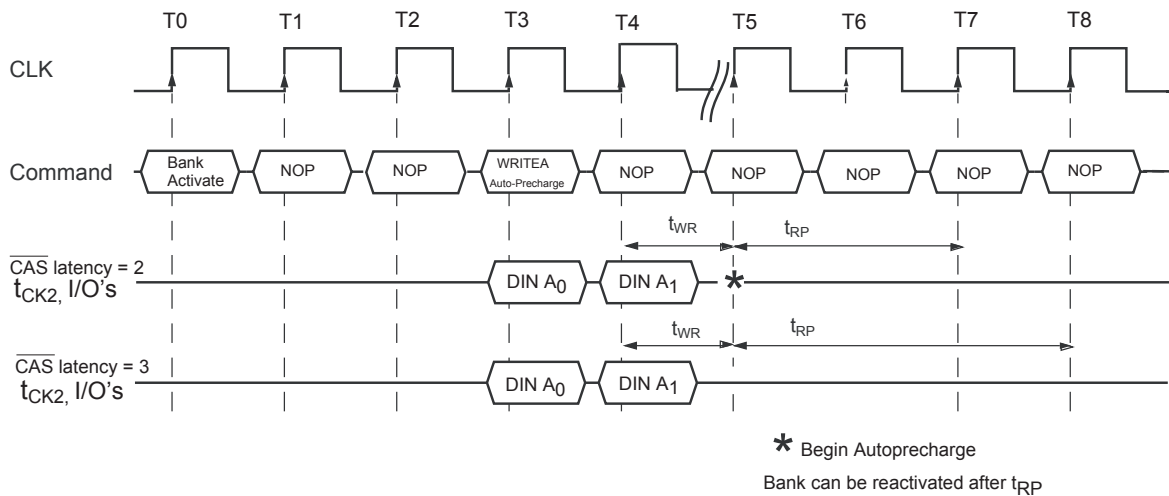 T0 T1 T2 T3 T4 T5 T6 T7 T8
CLK
Command
Bank Activate
NOP
NOP
WRITEA Auto-Precharge
NOP
NOP
NOP
NOP
NOP
tWR tRP
CAS latency = 2
tCK2, I/O's
DIN A0 DIN A1 *
tWR tRP
CAS latency = 3
tCK2, I/O's
DIN A0 DIN A1
* Begin Autoprecharge
Bank can be reactivated after tRP